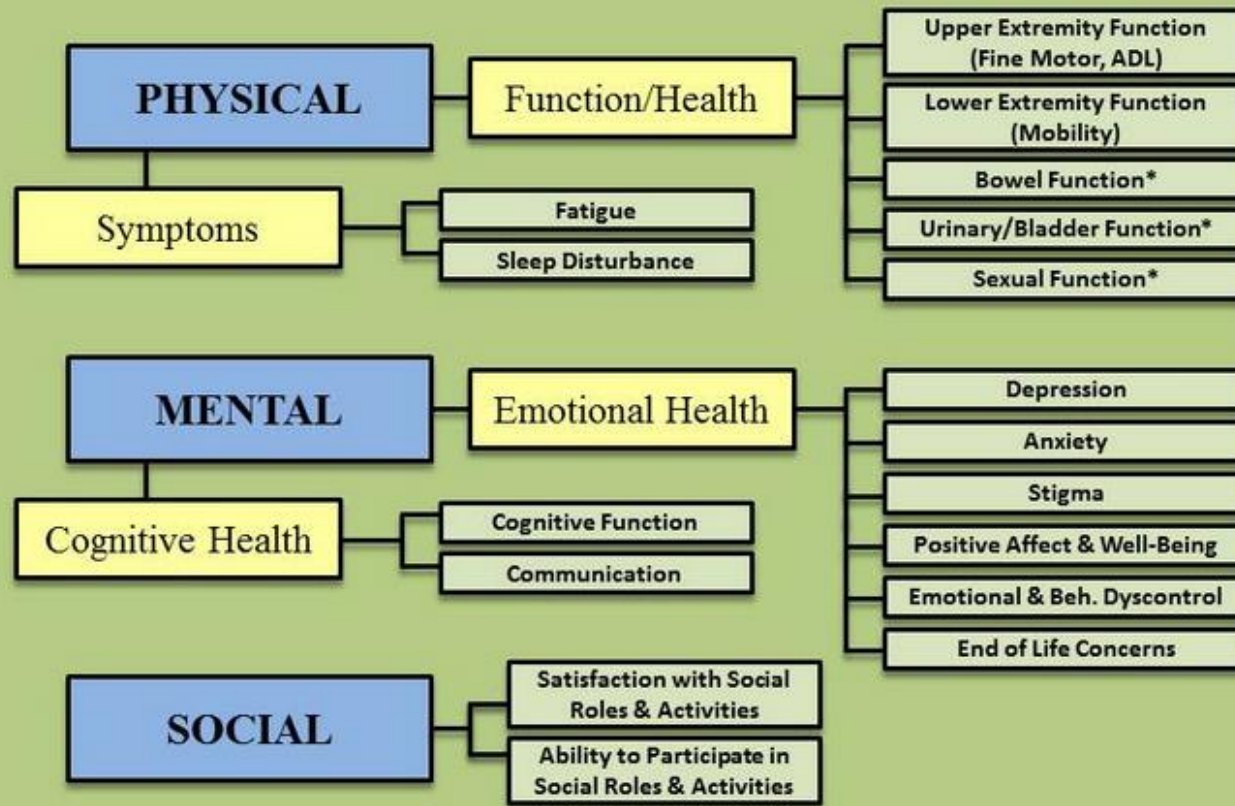 PHYSICAL
Function/Health
Upper Extremity Function
(Fine Motor, ADL)
Lower Extremity Function
(Mobility)
Bowel Function*
Urinary/Bladder Function*
Sexual Function*
Symptoms
Fatigue
Sleep Disturbance
MENTAL
Emotional Health
Depression
Anxiety
Stigma
Positive Affect & Well-Being
Emotional & Beh. Dyscontrol
End of Life Concerns
Cognitive Health
Cognitive Function
Communication
SOCIAL
Satisfaction with Social
Roles & Activities
Ability to Participate in
Social Roles & Activities